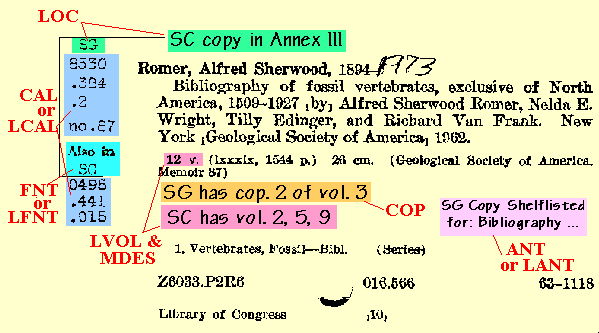 LOC
SG
SC copy in Annex III
8530
.384
.2
no.87
CAL
or
LCAL
Romer, Alfred Sherwood, 1894-1973
Bibliography of fossil vertebrates, exclusive of North
America, 1509-1927 [by] Alfred Sherwood Romer, Nelda E.
Wright, Tilly Edinger, and Richard Van Frank. New
York [Geological Society of America] 1962.
Also in
SC
0498
.441
.015
FNT
or
LFNT
12 v. (lxxxix, 1544 p.) 26 cm. (Geological Society of America.
Memoir 87)
SG has cop. 2 of vol. 3
SC has vol. 2, 5, 9
COP
SG Copy Shelflisted
for: Bibliography ...
LVOL &
MDES
ANT
or LANT
1. Vertebrates, Fossil—Bibl. (Series)
Z6033.P2R6 016.566 63-1118
Library of Congress [10]